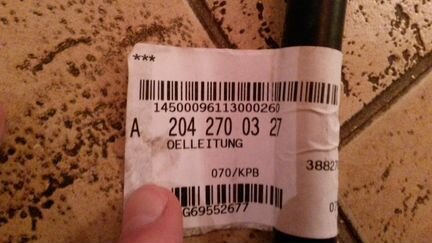 ***
14500096113000260
A 204 270 03 27
OELLEITUNG
3882
070/KPB
G69552677